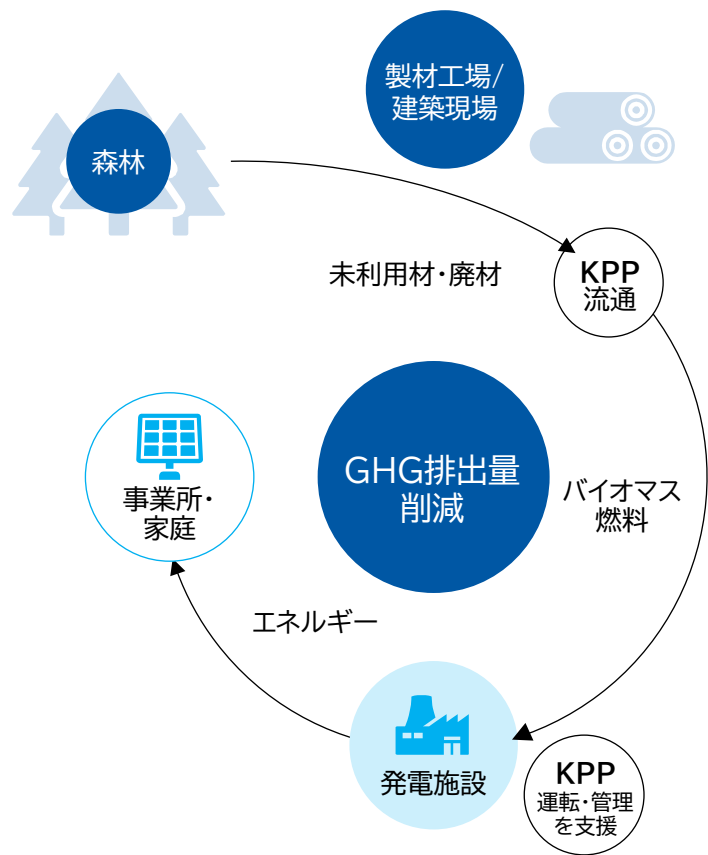 製材工場/
建築現場
森林
未利用材・廃材
KPP
流通
GHG排出量
削減
バイオマス
燃料
事業所・
家庭
エネルギー
発電施設
KPP
運転・管理
を支援